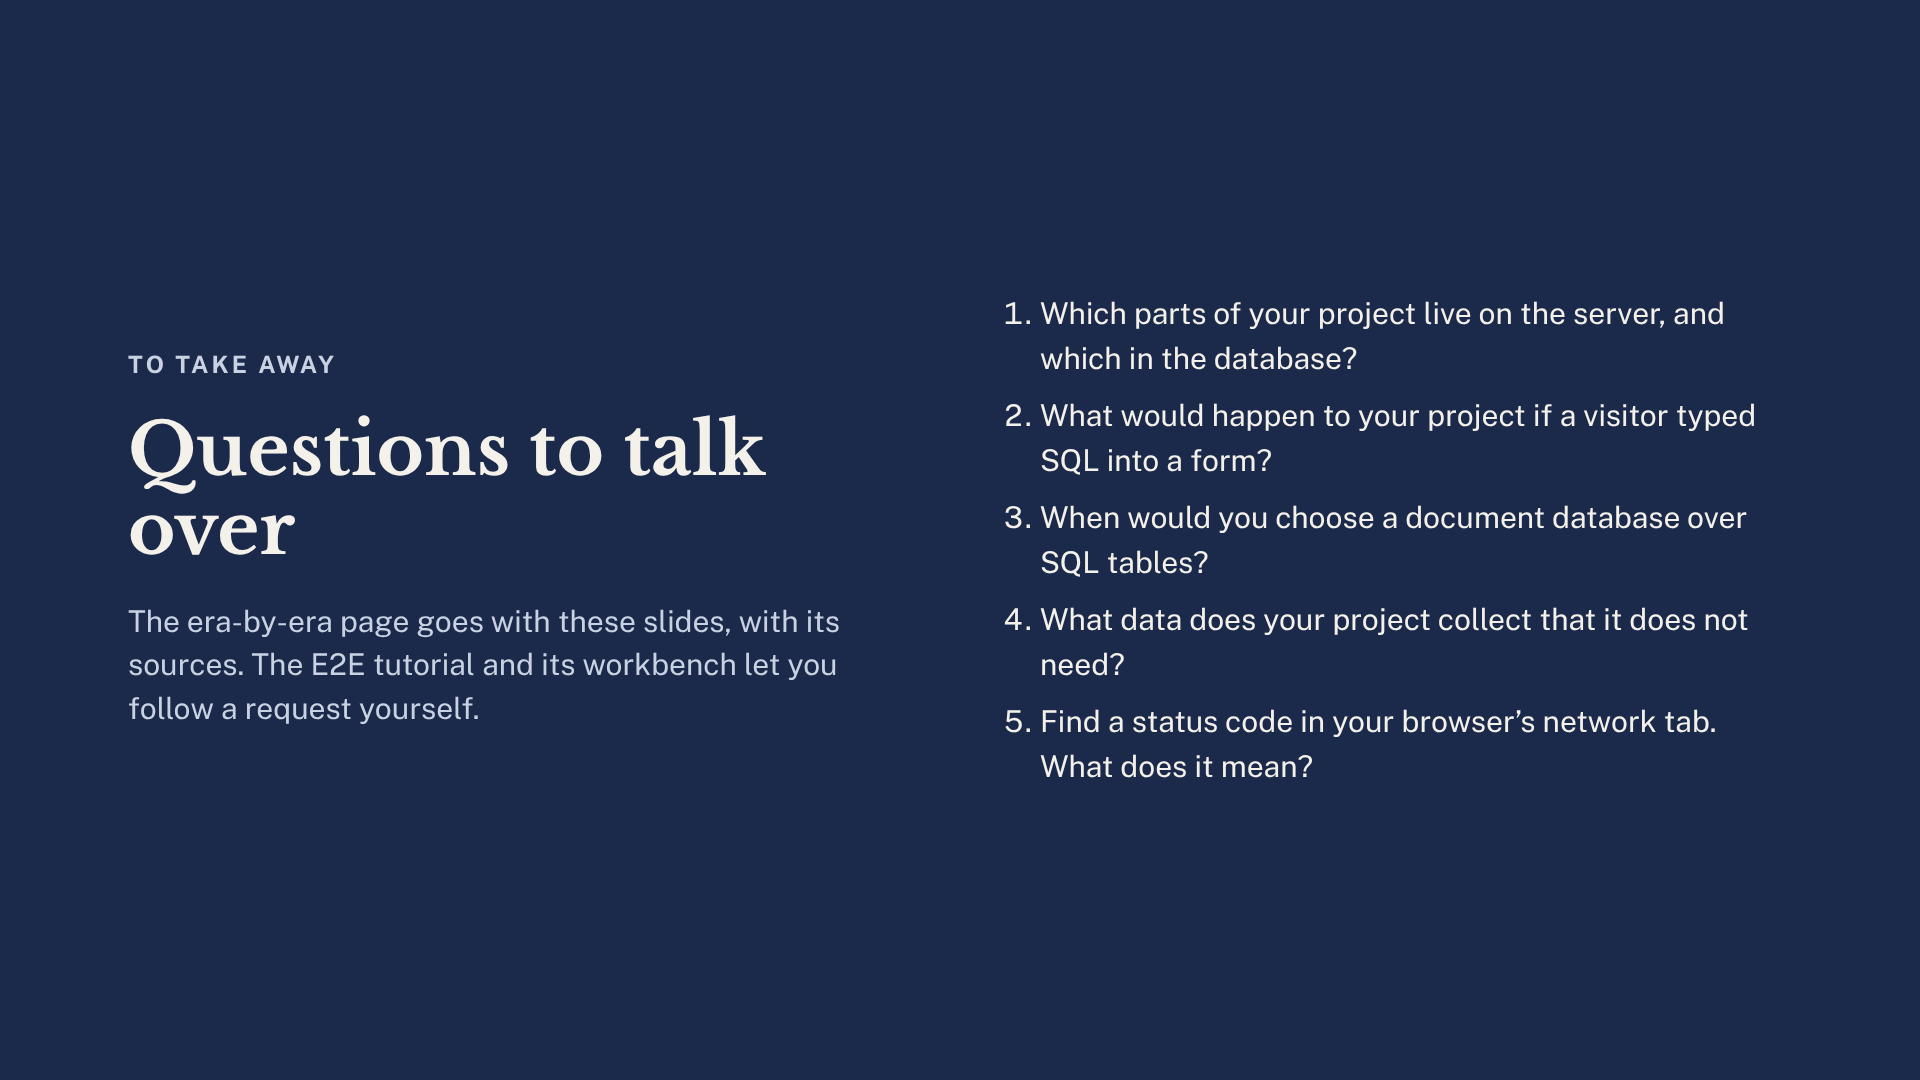 TO TAKE AWAY
Questions to talk
over
The era-by-era page goes with these slides, with its
sources. The E2E tutorial and its workbench let you
follow a request yourself.
1. Which parts of your project live on the server, and
which in the database?
2. What would happen to your project if a visitor typed
SQL into a form?
3. When would you choose a document database over
SQL tables?
4. What data does your project collect that it does not
need?
5. Find a status code in your browser’s network tab.
What does it mean?